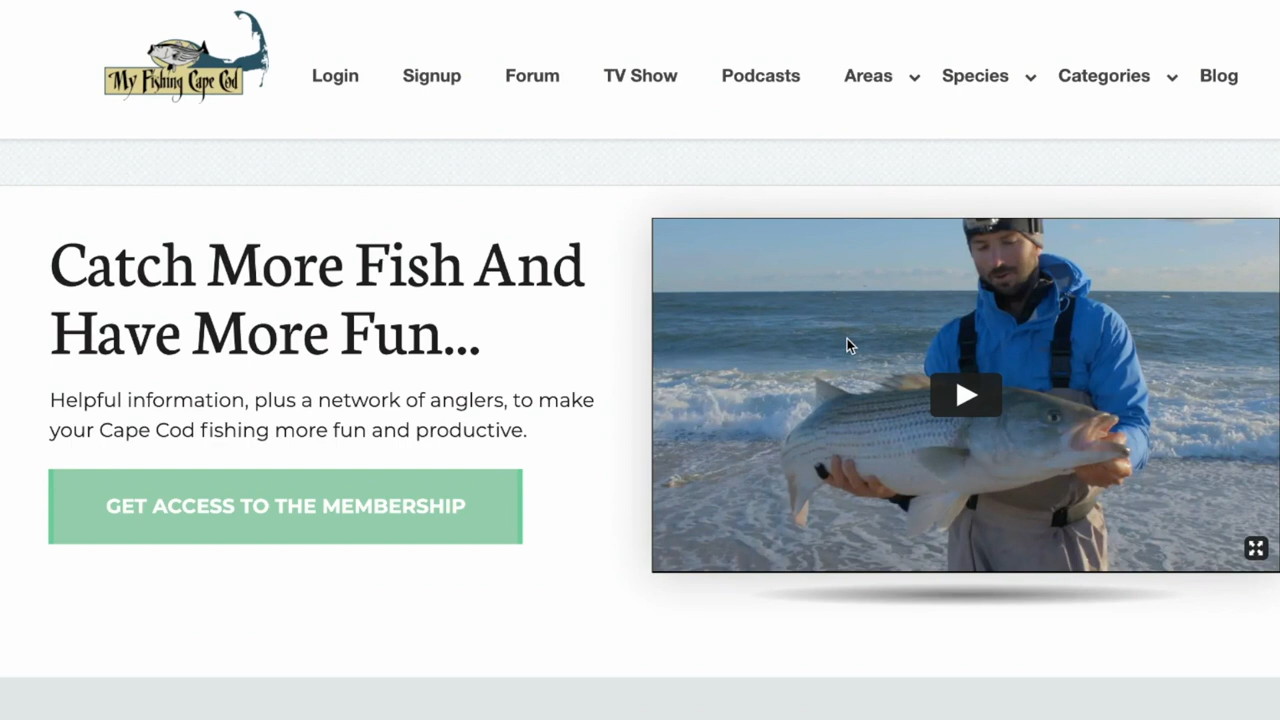 My Fishing Cape Cod
Login Signup Forum TV Show Podcasts Areas Species Categories Blog
Catch More Fish And
Have More Fun...
Helpful information, plus a network of anglers, to make
your Cape Cod fishing more fun and productive.
GET ACCESS TO THE MEMBERSHIP